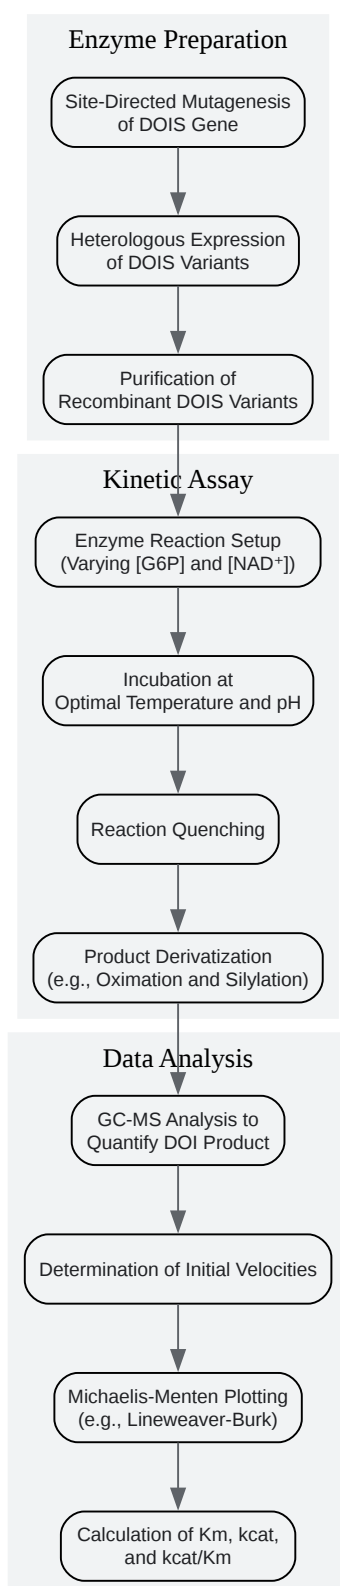 Enzyme Preparation
Site-Directed Mutagenesis
of DOIS Gene
Heterologous Expression
of DOIS Variants
Purification of
Recombinant DOIS Variants
Kinetic Assay
Enzyme Reaction Setup
(Varying [G6P] and [NAD⁺])
Incubation at
Optimal Temperature and pH
Reaction Quenching
Product Derivatization
(e.g., Oximation and Silylation)
Data Analysis
GC-MS Analysis to
Quantify DOI Product
Determination of Initial Velocities
Michaelis-Menten Plotting
(e.g., Lineweaver-Burk)
Calculation of Km, kcat,
and kcat/Km